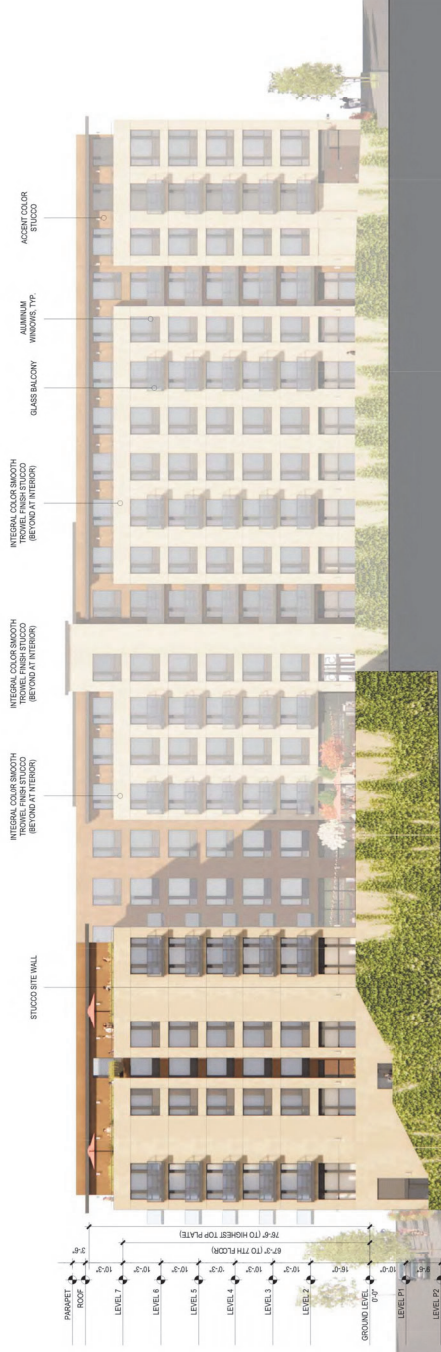 STUCCO SITE WALL
INTEGRAL COLOR SMOOTH
TROWEL FINISH STUCCO
(BEYOND AT INTERIOR)
INTEGRAL COLOR SMOOTH
TROWEL FINISH STUCCO
(BEYOND AT INTERIOR)
INTEGRAL COLOR SMOOTH
TROWEL FINISH STUCCO
(BEYOND AT INTERIOR)
GLASS BALCONY
ALUMINUM
WINDOWS, TYP.
ACCENT COLOR
STUCCO
PARAPET
3'-6"
ROOF
10'-3"
LEVEL 7
10'-3"
LEVEL 6
10'-3"
LEVEL 5
10'-3"
LEVEL 4
10'-3"
LEVEL 3
10'-3"
LEVEL 2
16'-0"
GROUND LEVEL
0'-0"
LEVEL P1
9'-6"
LEVEL P2
67'-3" (TO 7TH FLOOR)
76'-6" (TO HIGHEST TOP PLATE)